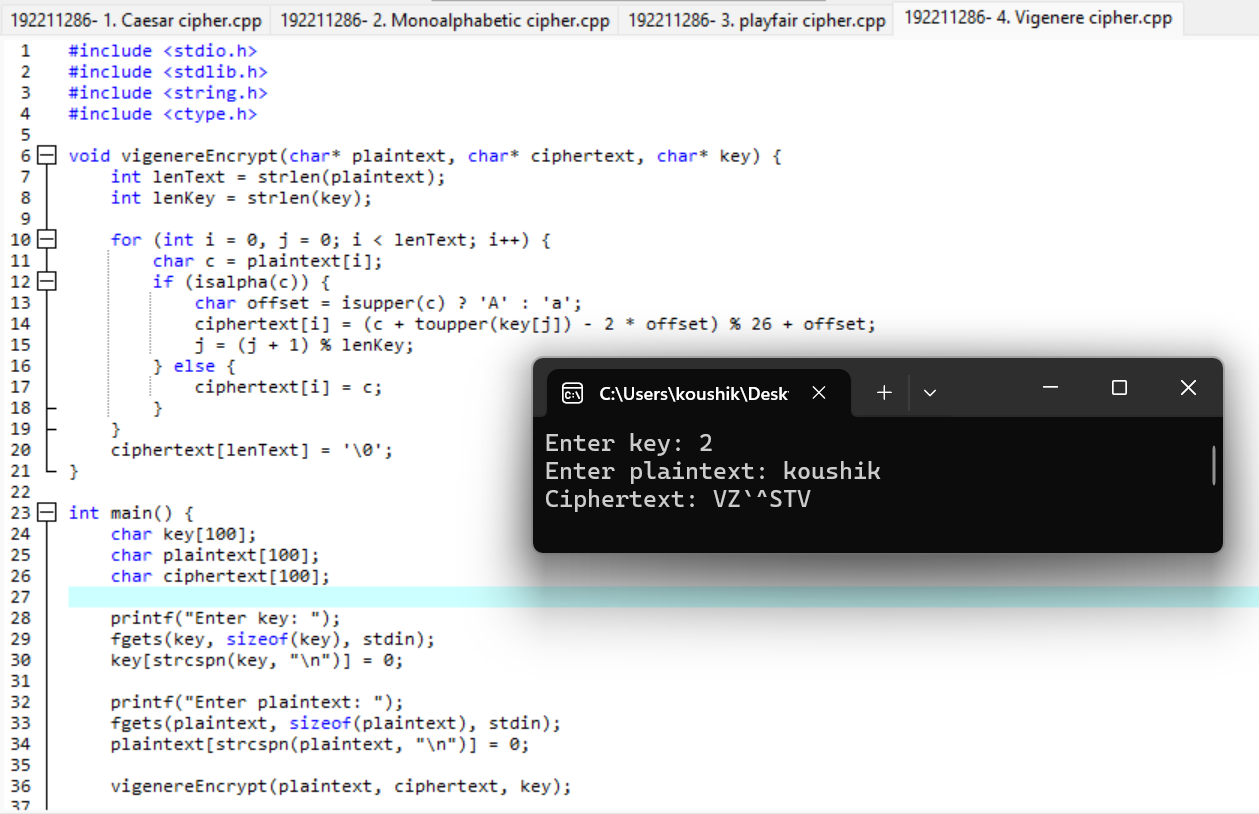 192211286- 1. Caesar cipher.cpp 192211286- 2. Monoalphabetic cipher.cpp 192211286- 3. playfair cipher.cpp 192211286- 4. Vigenere cipher.cpp
1 #include <stdio.h>
2 #include <stdlib.h>
3 #include <string.h>
4 #include <ctype.h>
5
6 void vigenereEncrypt(char* plaintext, char* ciphertext, char* key) {
7 int lenText = strlen(plaintext);
8 int lenKey = strlen(key);
9
10 for (int i = 0, j = 0; i < lenText; i++) {
11 char c = plaintext[i];
12 if (isalpha(c)) {
13 char offset = isupper(c) ? 'A' : 'a';
14 ciphertext[i] = (c + toupper(key[j]) - 2 * offset) % 26 + offset;
15 j = (j + 1) % lenKey;
16 } else {
17 ciphertext[i] = c;
18 }
19 }
20 ciphertext[lenText] = '\0';
21 }
22
23 int main() {
24 char key[100];
25 char plaintext[100];
26 char ciphertext[100];
27
28 printf("Enter key: ");
29 fgets(key, sizeof(key), stdin);
30 key[strcspn(key, "\n")] = 0;
31
32 printf("Enter plaintext: ");
33 fgets(plaintext, sizeof(plaintext), stdin);
34 plaintext[strcspn(plaintext, "\n")] = 0;
35
36 vigenereEncrypt(plaintext, ciphertext, key);
37
C:\Users\koushik\Desk
Enter key: 2
Enter plaintext: koushik
Ciphertext: VZ`^STV